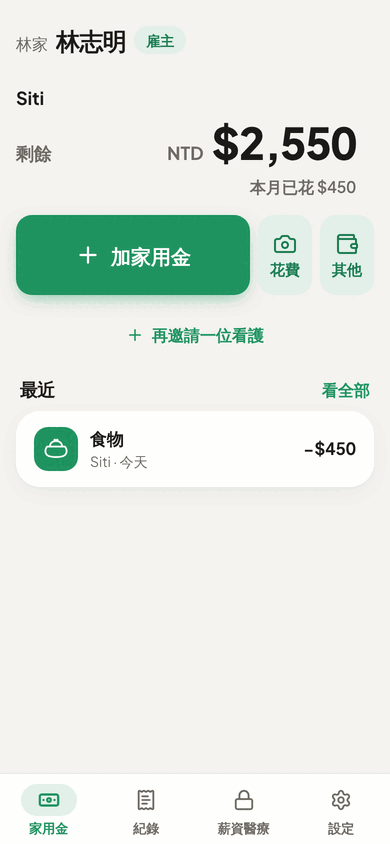 林家 林志明 雇主
Siti
剩餘 NTD $2,550
本月已花 $450
+ 加家用金
花費
其他
+ 再邀請一位看護
最近 看全部
食物
Siti · 今天
-$450
家用金 紀錄 薪資醫療 設定